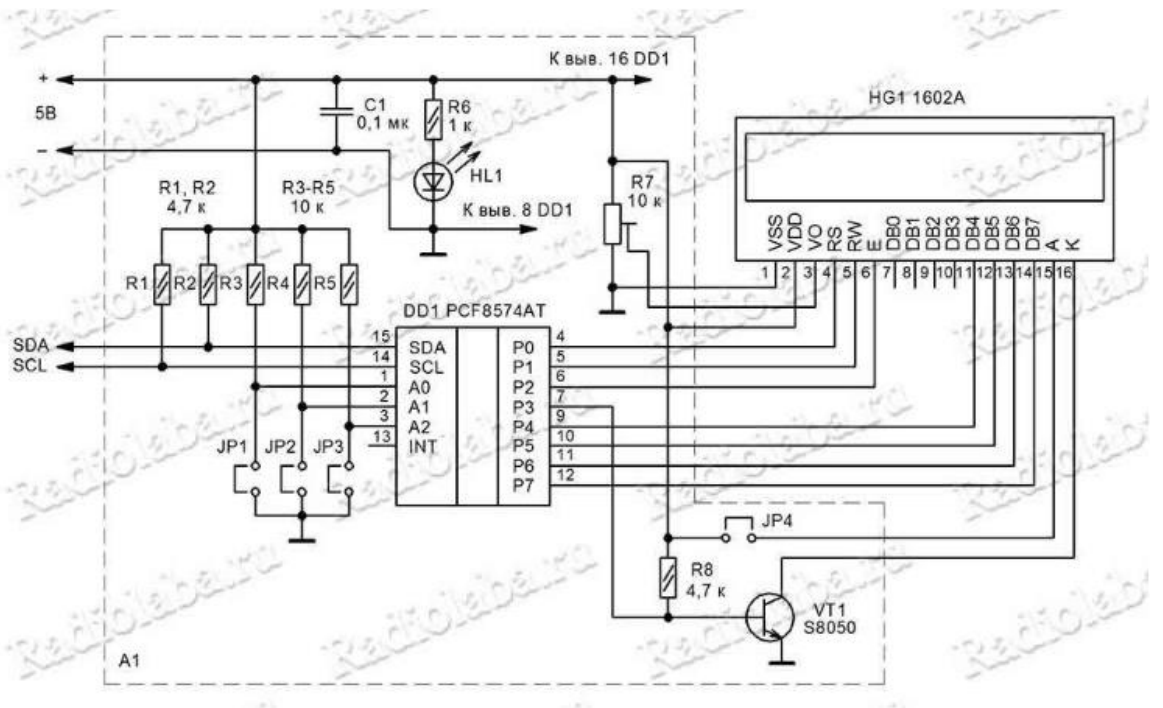 К выв. 16 DD1
+
5В
−
C1
0,1 мк
R6
1 к
HL1
К выв. 8 DD1
R1, R2
4,7 к
R3-R5
10 к
R7
10 к
HG1 1602A
VSS
VDD
VO
RS
RW
E
DB0
DB1
DB2
DB3
DB4
DB5
DB6
DB7
A
K
1 2 3 4 5 6 7 8 9 10 11 12 13 14 15 16
R1 R2 R3 R4 R5
DD1 PCF8574AT
SDA
SCL
15 SDA P0 4
14 SCL P1 5
1 A0 P2 6
2 A1 P3 7
3 A2 P4 9
13 INT P5 10
P6 11
P7 12
JP1 JP2 JP3
JP4
R8
4,7 к
VT1
S8050
A1
Radiolaba.ru